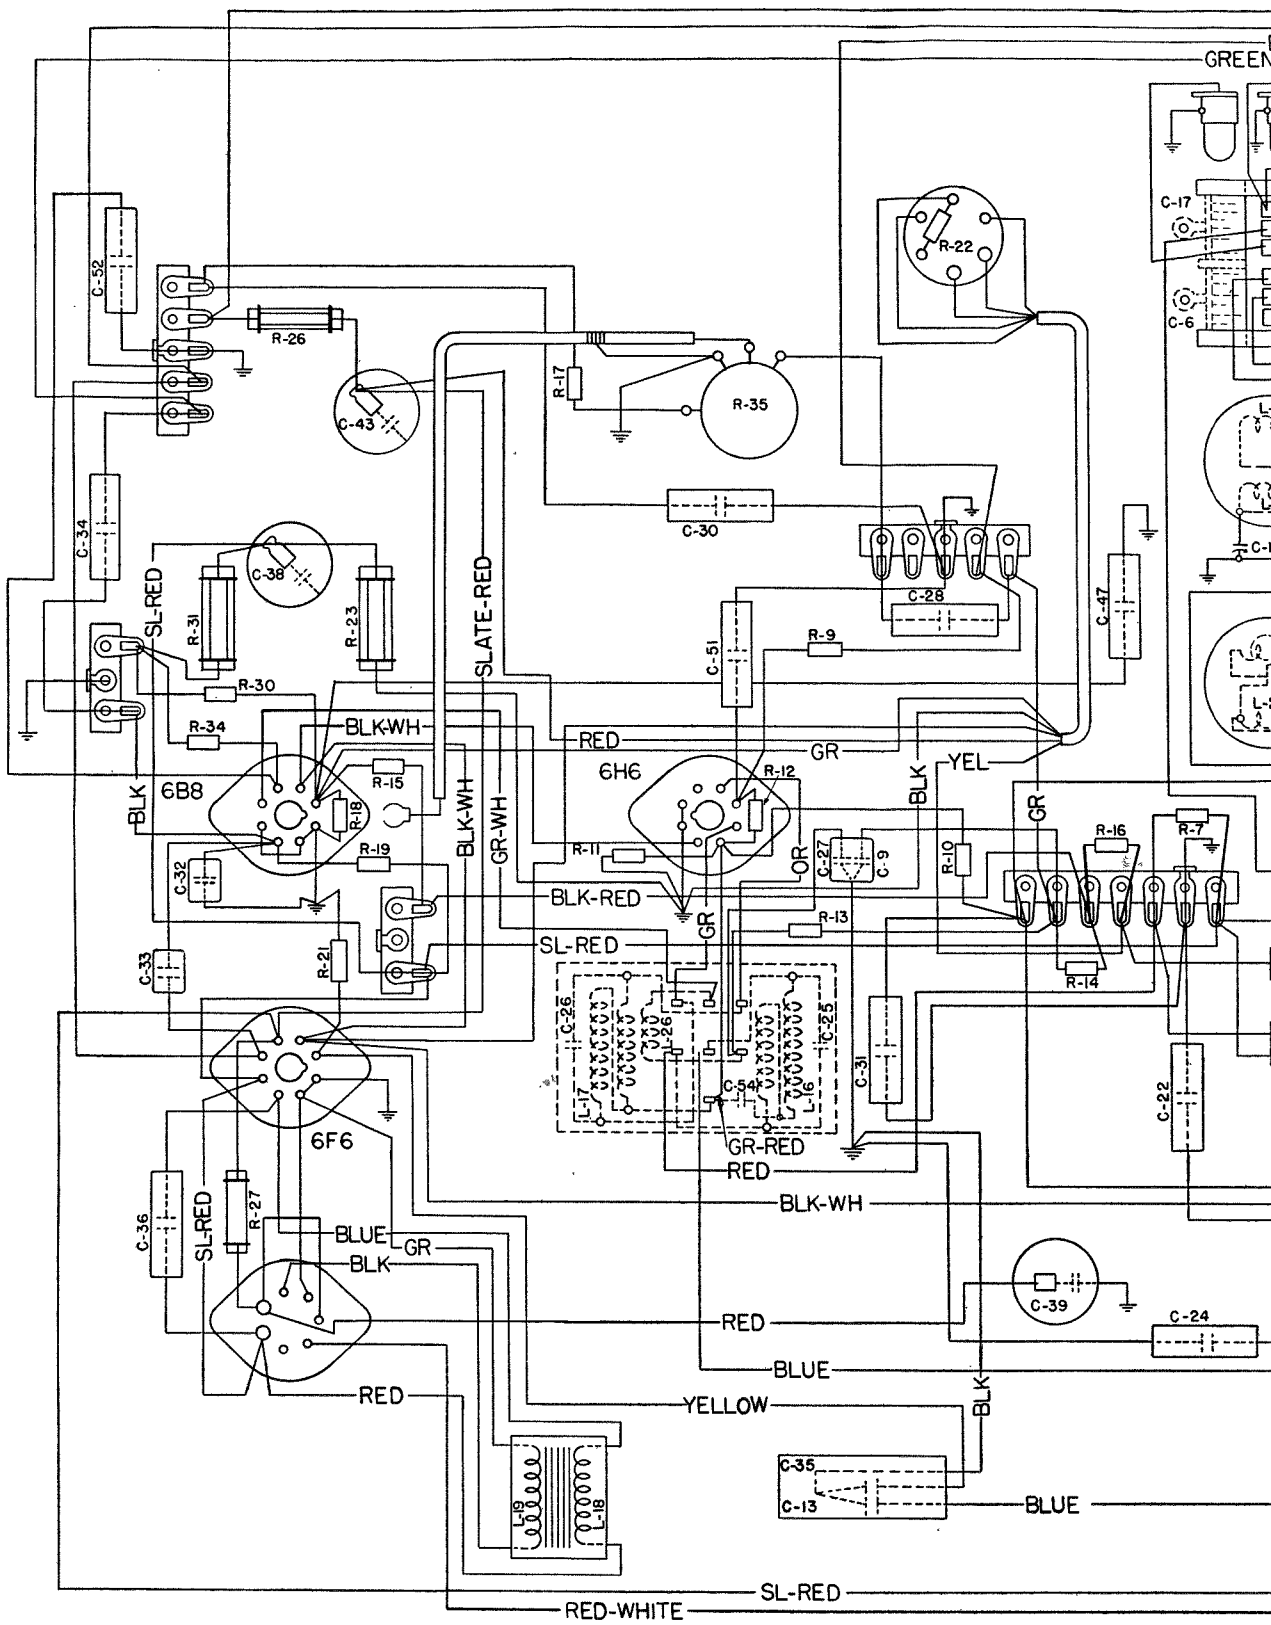 GREEN
C-17
R-22
C-52
C-6
R-26
R-17
R-35
C-43
C-30
C-34
C-38
SL-RED
R-31
R-23
SLATE-RED
C-28
C-47
R-9
C-51
R-30
R-34
BLK-WH
RED
GR
YEL
6B8
6H6
R-12
R-15
BLK
BLK
BLK-WH
GR-WH
R-18
GR
R-16
R-7
R-11
R-19
OR
C-27
C-9
R-10
C-32
BLK-RED
GR
R-13
SL-RED
C-33
R-21
R-14
C-26
L-26
C-25
C-31
C-54
L-17
L-16
C-22
6F6
GR-RED
RED
BLK-WH
C-36
SL-RED
R-27
BLUE
GR
BLK
C-39
RED
C-24
BLUE
RED
YELLOW
BLK
C-35
L-19
L-18
C-13
BLUE
SL-RED
RED-WHITE